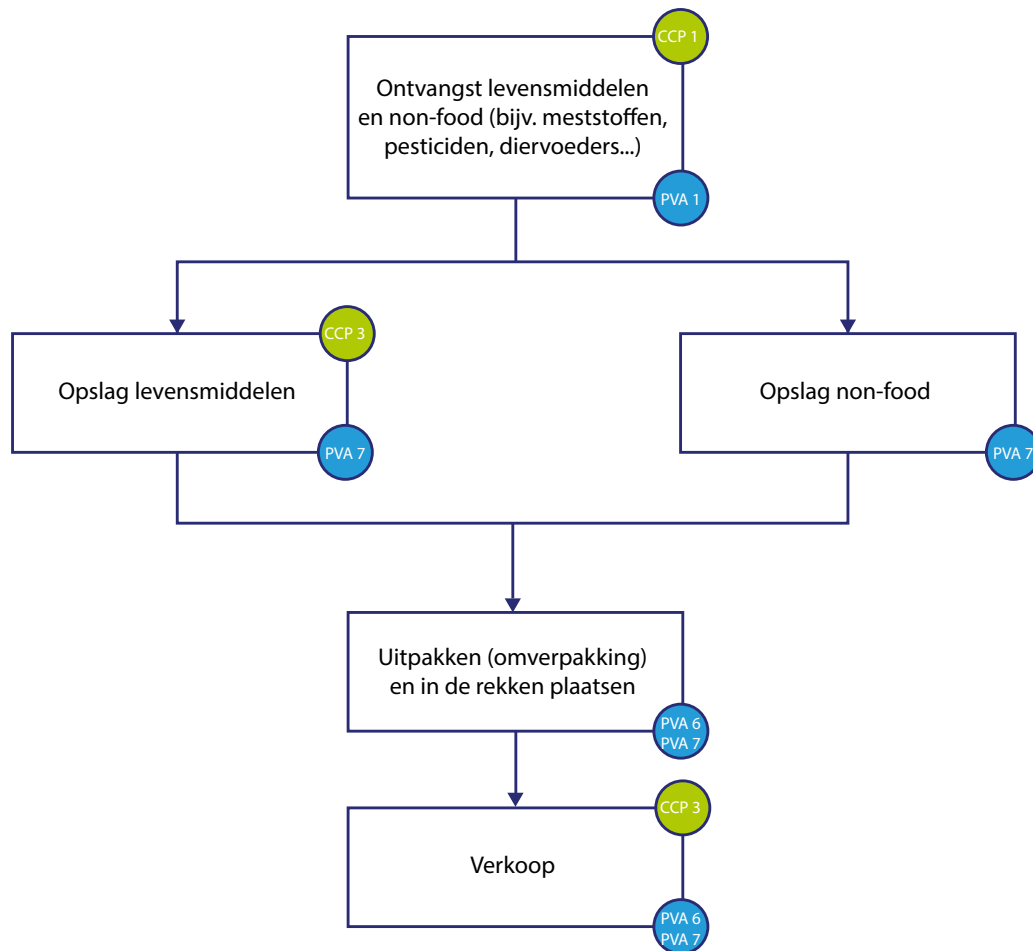 CCP 1
Ontvangst levensmiddelen
en non-food (bijv. meststoffen,
pesticiden, diervoeders...)
PVA 1
CCP 3
Opslag levensmiddelen
PVA 7
Opslag non-food
PVA 7
Uitpakken (omverpakking)
en in de rekken plaatsen
PVA 6
PVA 7
CCP 3
Verkoop
PVA 6
PVA 7